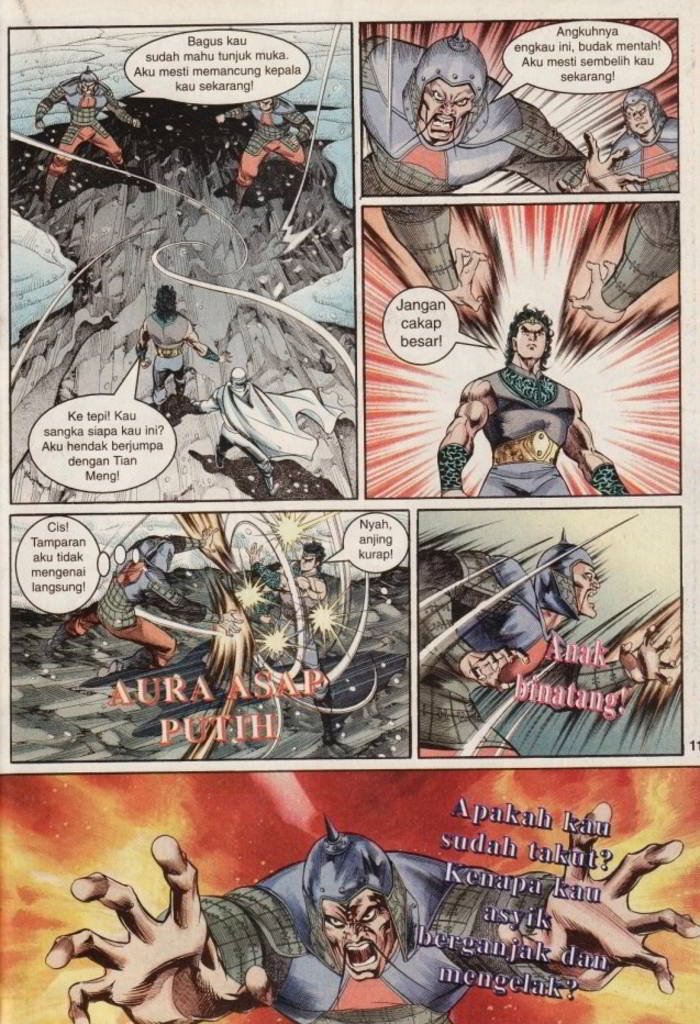 Bagus kau
sudah mahu tunjuk muka.
Aku mesti memancung kepala
kau sekarang!
Ke tepi! Kau
sangka siapa kau ini?
Aku hendak berjumpa
dengan Tian
Meng!
Angkuhnya
engkau ini, budak mentah!
Aku mesti sembelih kau
sekarang!
Jangan
cakap
besar!
Cis!
Tamparan
aku tidak
mengenai
langsung!
Nyah,
anjing
kurap!
AURA ASAP
PUTIH
Anak
binatang!
11
Apakah kau
sudah takut?
Kenapa kau
asyik
berganjak dan
mengelak?